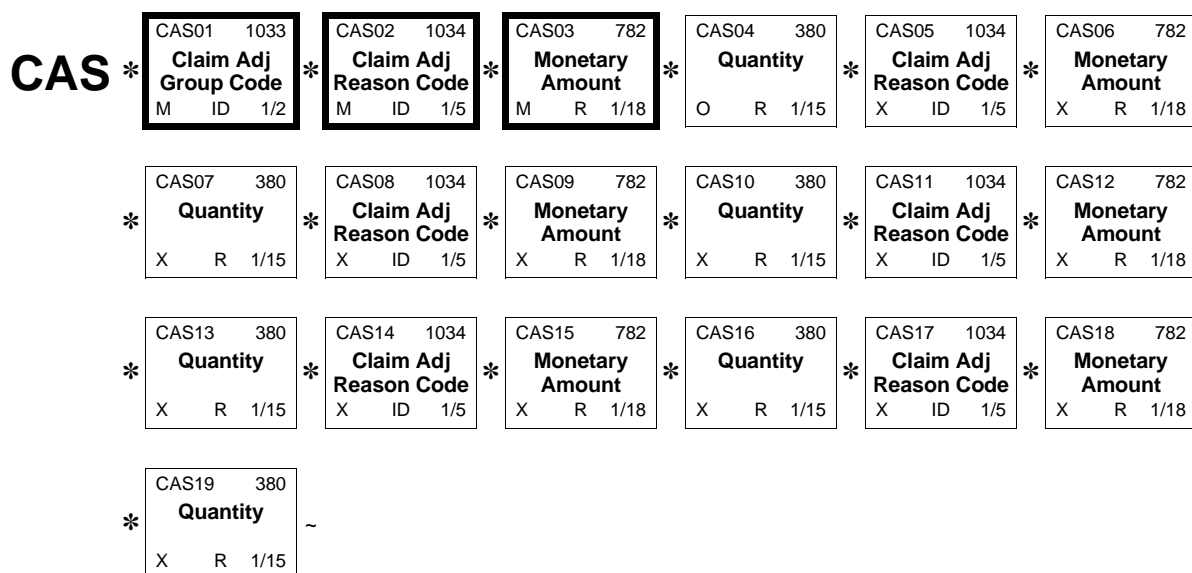 CAS01 1033 CAS02 1034 CAS03 782 CAS04 380 CAS05 1034 CAS06 782
CAS * Claim Adj * Claim Adj * Monetary * Quantity * Claim Adj * Monetary
Group Code Reason Code Amount Reason Code Amount
M ID 1/2 M ID 1/5 M R 1/18 O R 1/15 X ID 1/5 X R 1/18
CAS07 380 CAS08 1034 CAS09 782 CAS10 380 CAS11 1034 CAS12 782
* Quantity * Claim Adj * Monetary * Quantity * Claim Adj * Monetary
Reason Code Amount Reason Code Amount
X R 1/15 X ID 1/5 X R 1/18 X R 1/15 X ID 1/5 X R 1/18
CAS13 380 CAS14 1034 CAS15 782 CAS16 380 CAS17 1034 CAS18 782
* Quantity * Claim Adj * Monetary * Quantity * Claim Adj * Monetary
Reason Code Amount Reason Code Amount
X R 1/15 X ID 1/5 X R 1/18 X R 1/15 X ID 1/5 X R 1/18
CAS19 380
* Quantity ~
X R 1/15